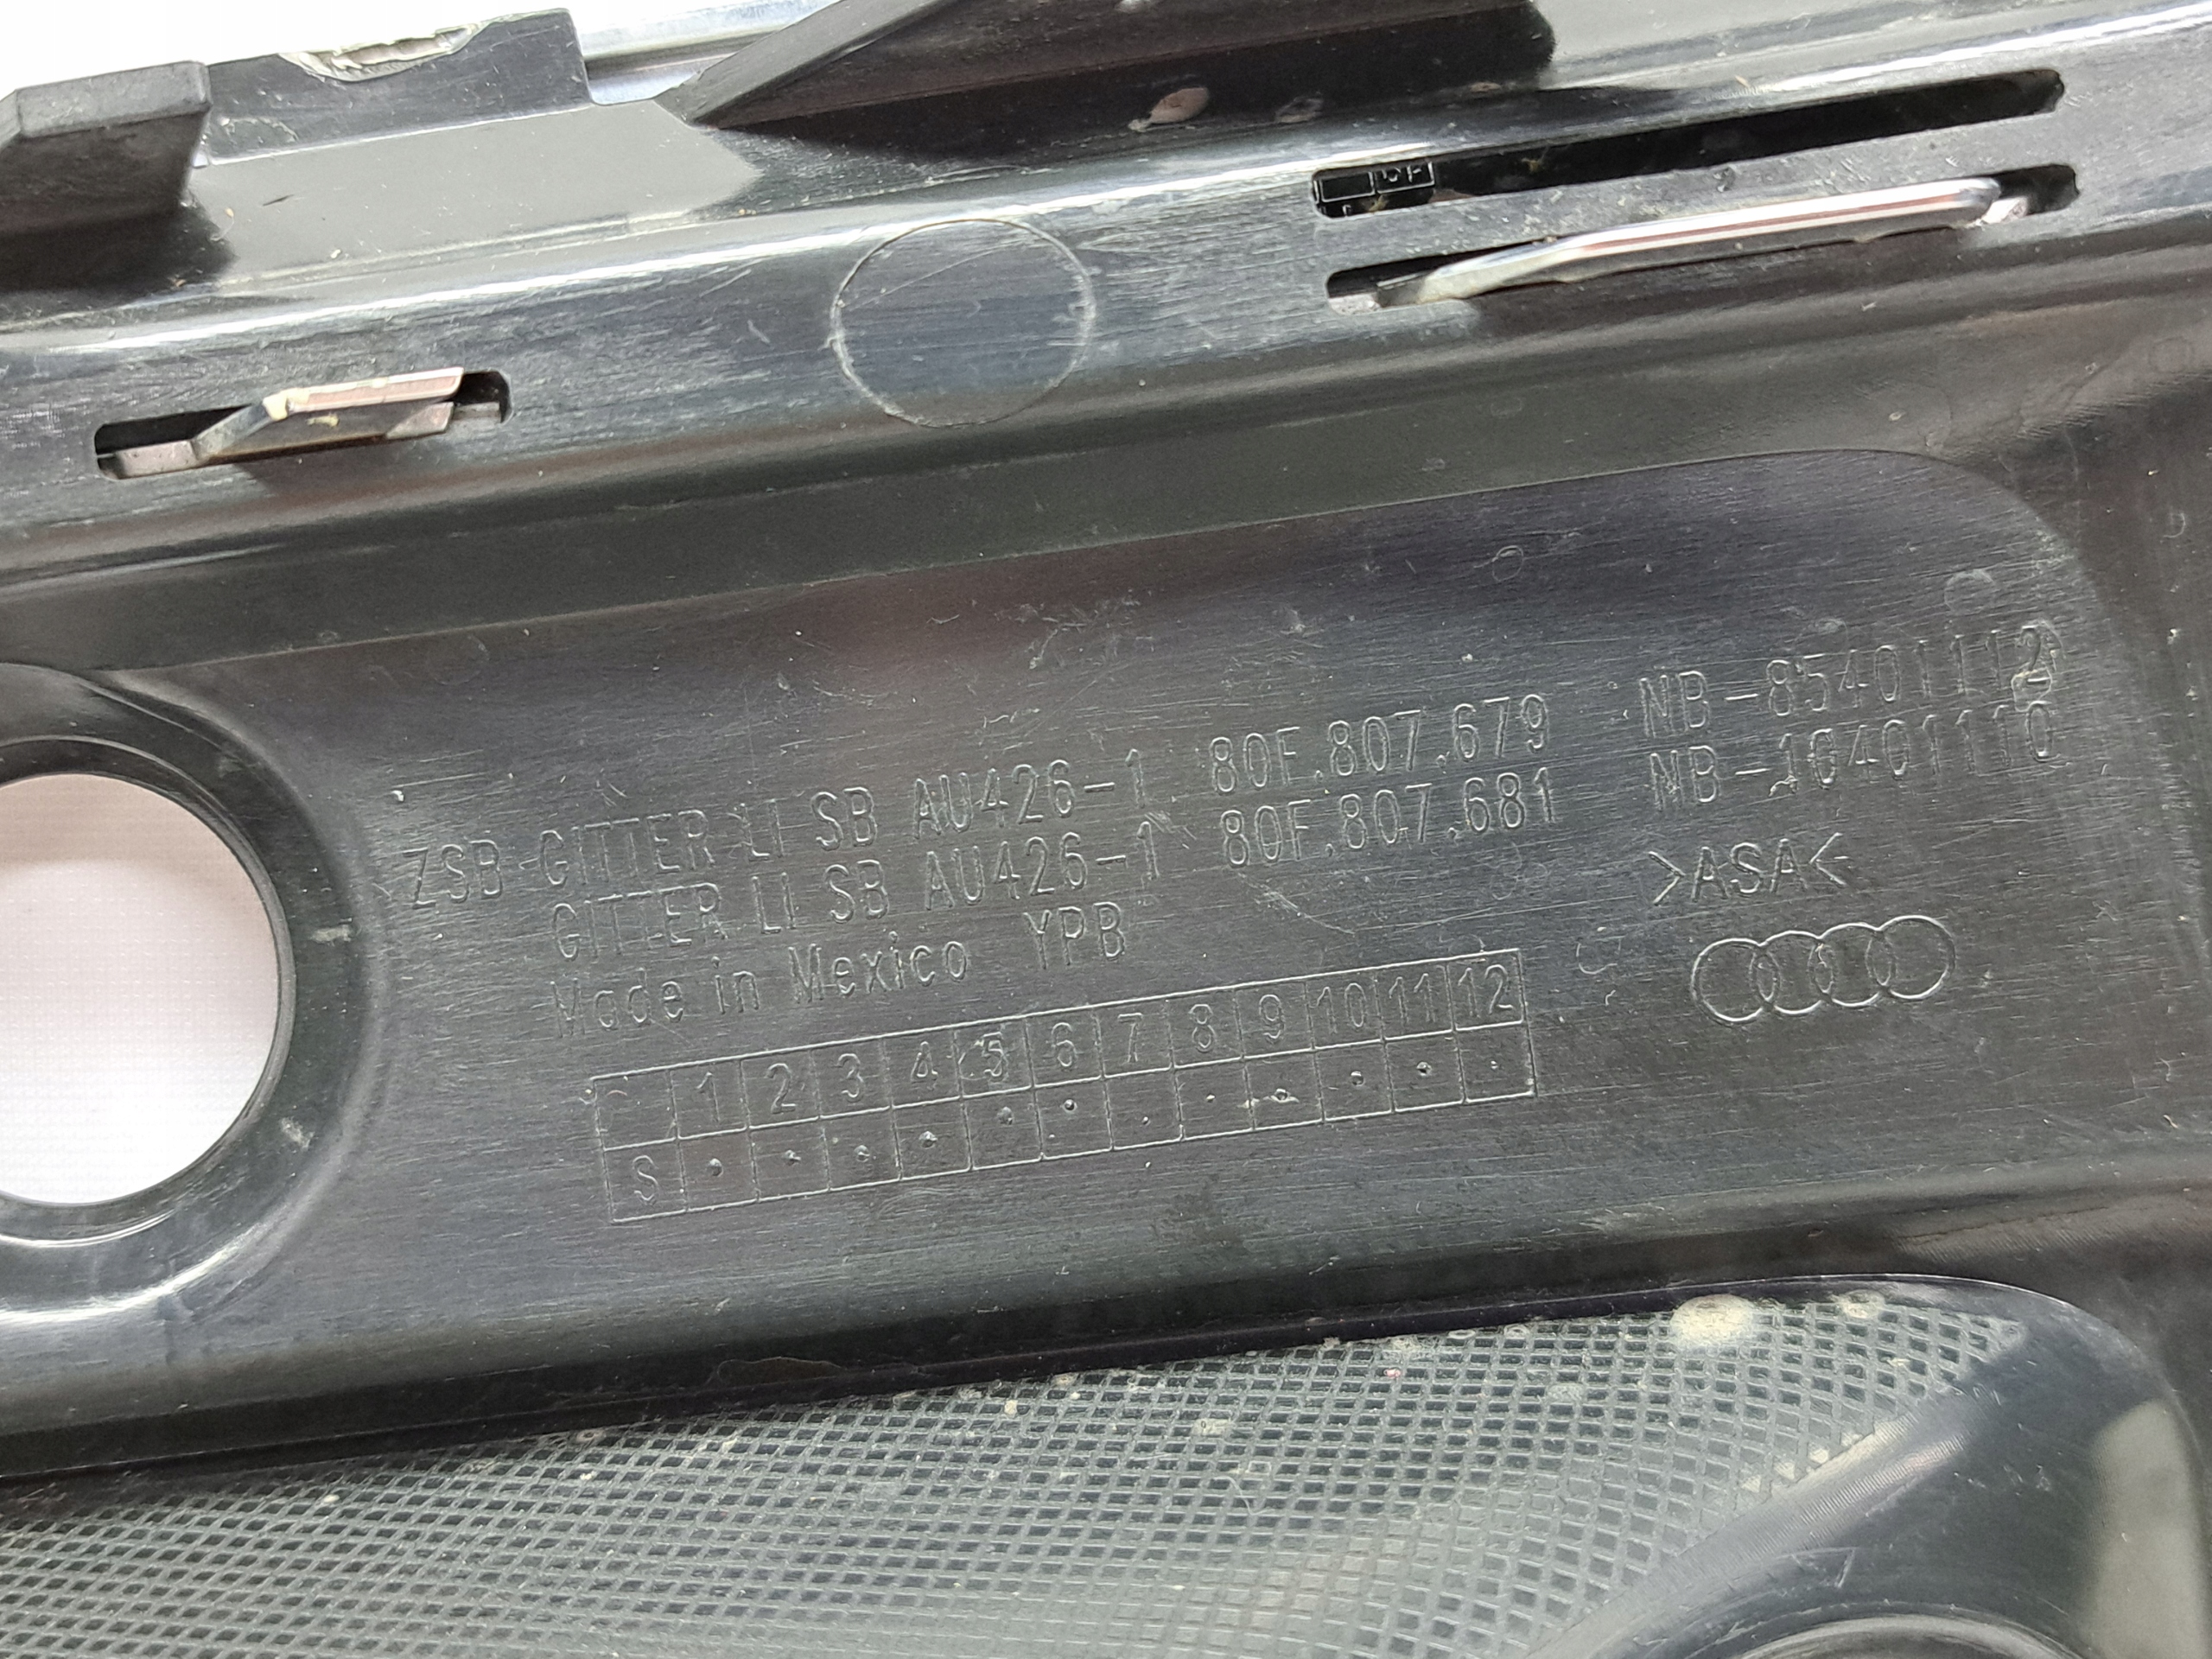 ZSB GITTER LI SB AU426-1 80F.807.679 NB-85401112
GITTER LI SB AU426-1 80F.807.681 NB-10401110
Made in Mexico YPB >ASA<
1 2 3 4 5 6 7 8 9 10 11 12
S